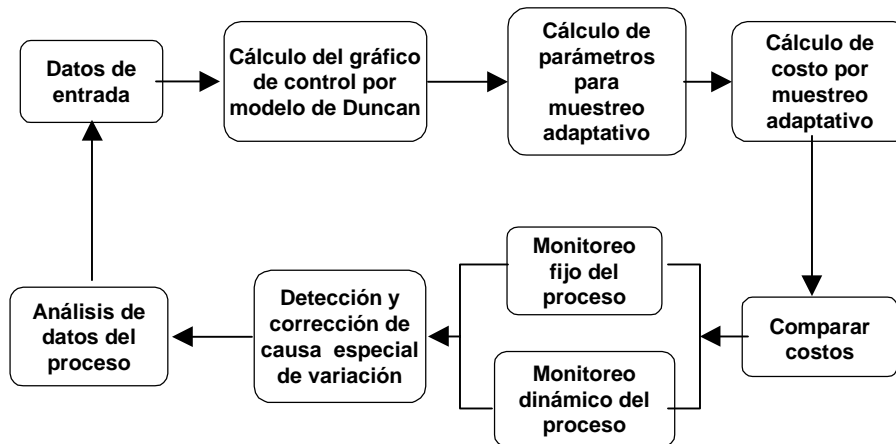 Datos de
entrada
Cálculo del gráfico
de control por
modelo de Duncan
Cálculo de
parámetros
para
muestreo
adaptativo
Cálculo de
costo por
muestreo
adaptativo
Comparar
costos
Monitoreo
fijo del
proceso
Monitoreo
dinámico del
proceso
Detección y
corrección de
causa especial
de variación
Análisis de
datos del
proceso